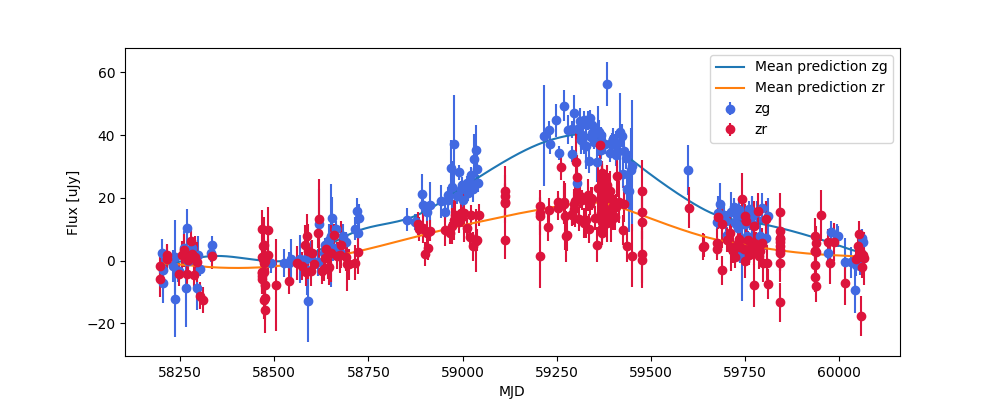 Mean prediction zg
Mean prediction zr
zg
zr
60
40
20
0
−20
Flux [uJy]
58250
58500
58750
59000
59250
59500
59750
60000
MJD